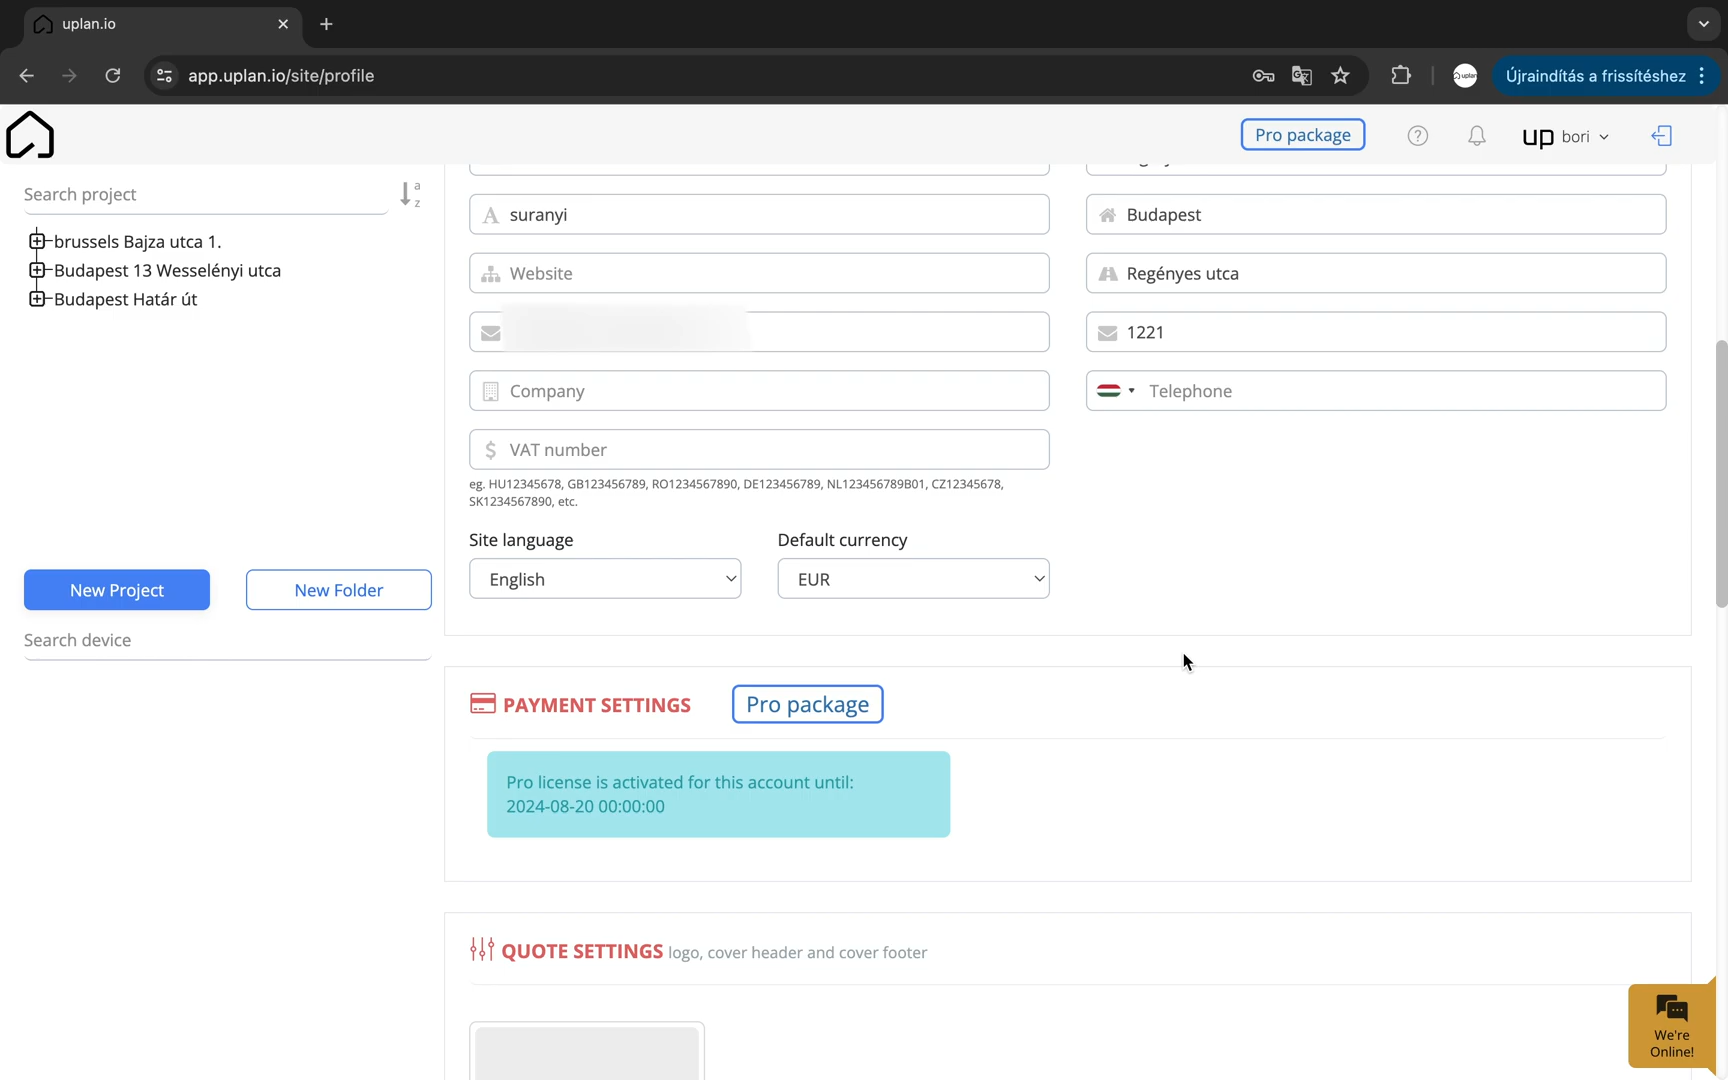 uplan.io
app.uplan.io/site/profile
uplan
Újraindítás a frissítéshez
Pro package
up bori
Search project
a
z
brussels Bajza utca 1.
Budapest 13 Wesselényi utca
Budapest Határ út
New Project
New Folder
Search device
suranyi
Budapest
Website
Regényes utca
1221
Company
Telephone
VAT number
eg. HU12345678, GB123456789, RO1234567890, DE123456789, NL123456789B01, CZ12345678,
SK1234567890, etc.
Site language
Default currency
English
EUR
PAYMENT SETTINGS
Pro package
Pro license is activated for this account until:
2024-08-20 00:00:00
QUOTE SETTINGS logo, cover header and cover footer
We're
Online!